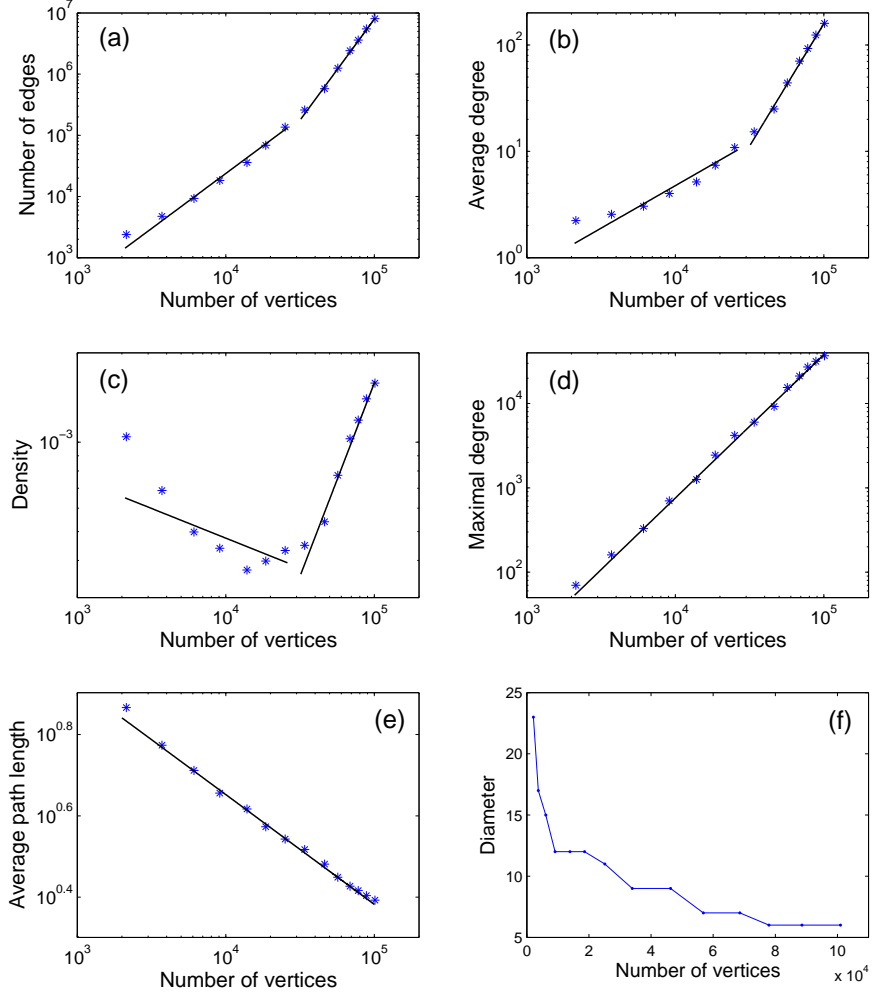 (a)
Number of edges
10^7
10^6
10^5
10^4
10^3
10^3
10^4
10^5
Number of vertices
(b)
Average degree
10^2
10^1
10^0
10^3
10^4
10^5
Number of vertices
(c)
Density
10^−3
10^3
10^4
10^5
Number of vertices
(d)
Maximal degree
10^4
10^3
10^2
10^3
10^4
10^5
Number of vertices
(e)
Average path length
10^0.8
10^0.6
10^0.4
10^3
10^4
10^5
Number of vertices
(f)
Diameter
25
20
15
10
5
0
2
4
6
8
10
Number of vertices
x 10^4